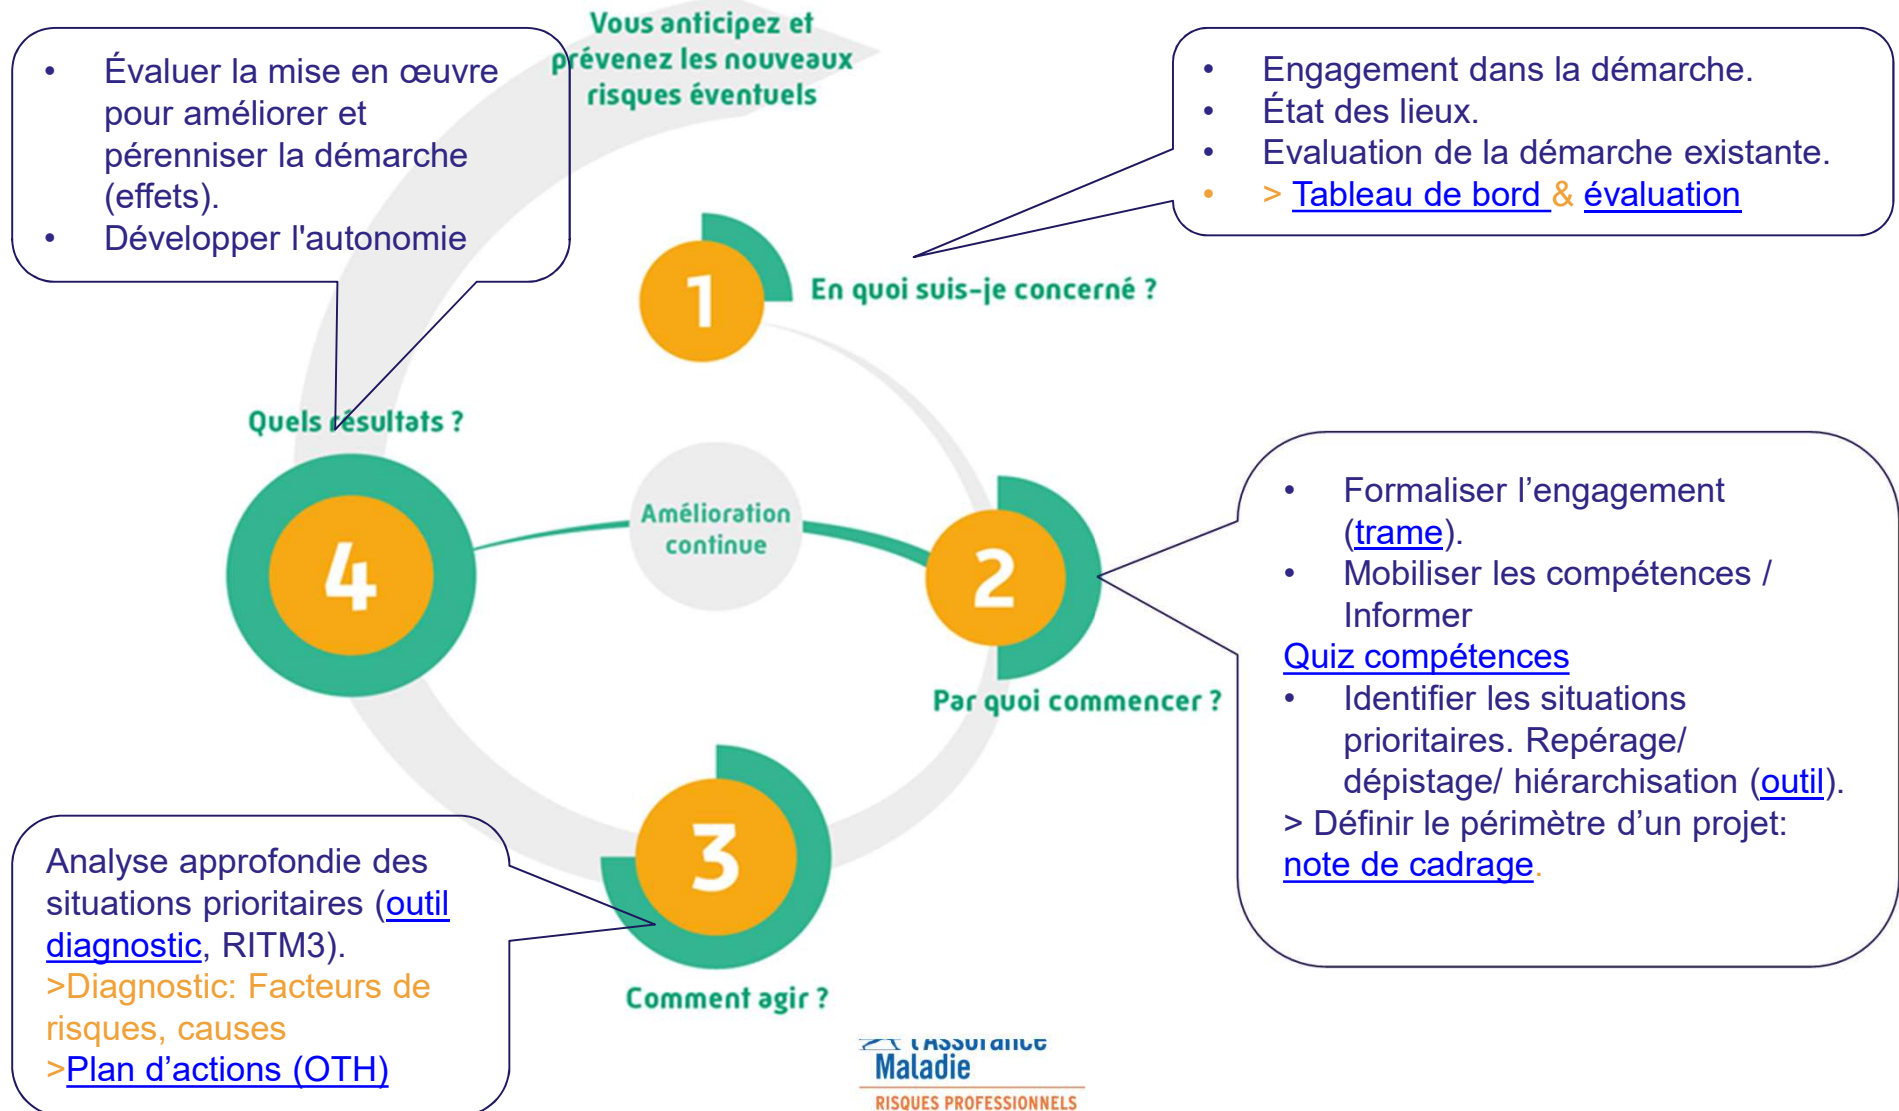 Vous anticipez et
prévenez les nouveaux
risques éventuels
• Évaluer la mise en œuvre
pour améliorer et
pérenniser la démarche
(effets).
• Développer l'autonomie
• Engagement dans la démarche.
• État des lieux.
• Evaluation de la démarche existante.
• > Tableau de bord & évaluation
1
En quoi suis-je concerné ?
Quels résultats ?
4
Amélioration
continue
2
Par quoi commencer ?
• Formaliser l’engagement
(trame).
• Mobiliser les compétences /
Informer
Quiz compétences
• Identifier les situations
prioritaires. Repérage/
dépistage/ hiérarchisation (outil).
> Définir le périmètre d’un projet:
note de cadrage.
3
Comment agir ?
Analyse approfondie des
situations prioritaires (outil
diagnostic, RITM3).
>Diagnostic: Facteurs de
risques, causes
>Plan d’actions (OTH)
l'Assurance
Maladie
RISQUES PROFESSIONNELS